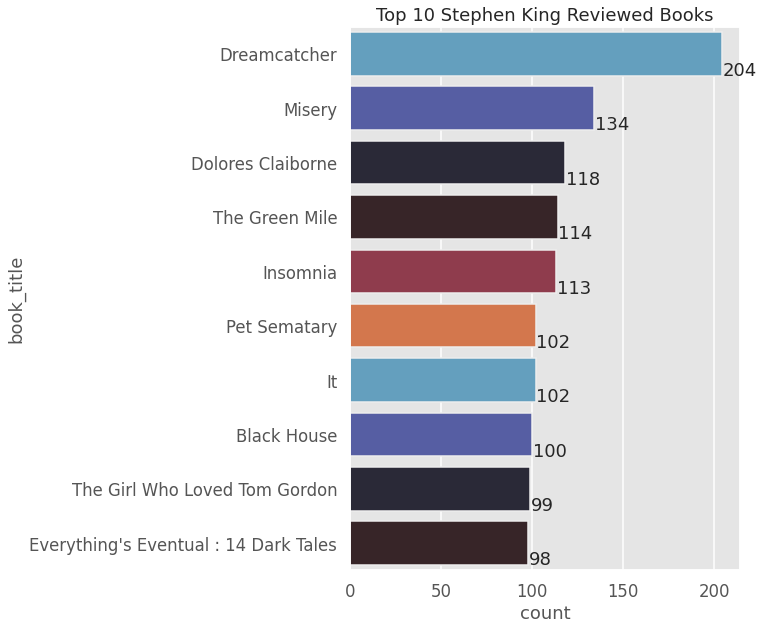 Top 10 Stephen King Reviewed Books
Dreamcatcher
204
Misery
134
Dolores Claiborne
118
The Green Mile
114
Insomnia
113
Pet Sematary
102
It
102
Black House
100
The Girl Who Loved Tom Gordon
99
Everything's Eventual : 14 Dark Tales
98
book_title
0 50 100 150 200
count